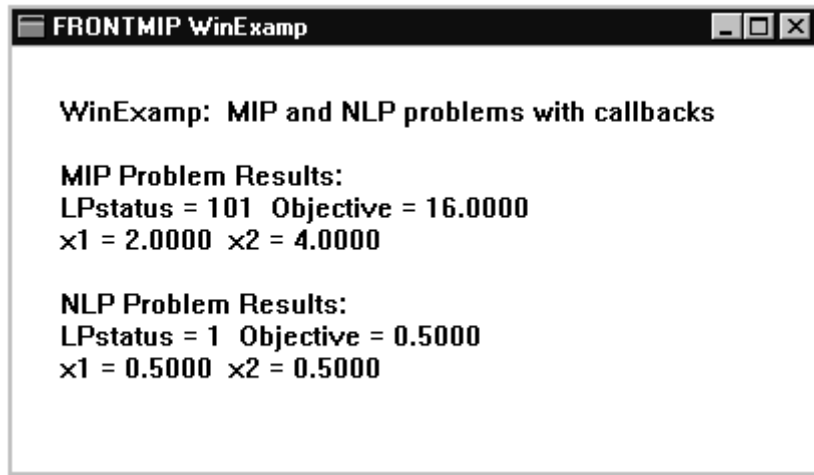 FRONTMIP WinExamp
WinExamp: MIP and NLP problems with callbacks
MIP Problem Results:
LPstatus = 101 Objective = 16.0000
x1 = 2.0000 x2 = 4.0000
NLP Problem Results:
LPstatus = 1 Objective = 0.5000
x1 = 0.5000 x2 = 0.5000